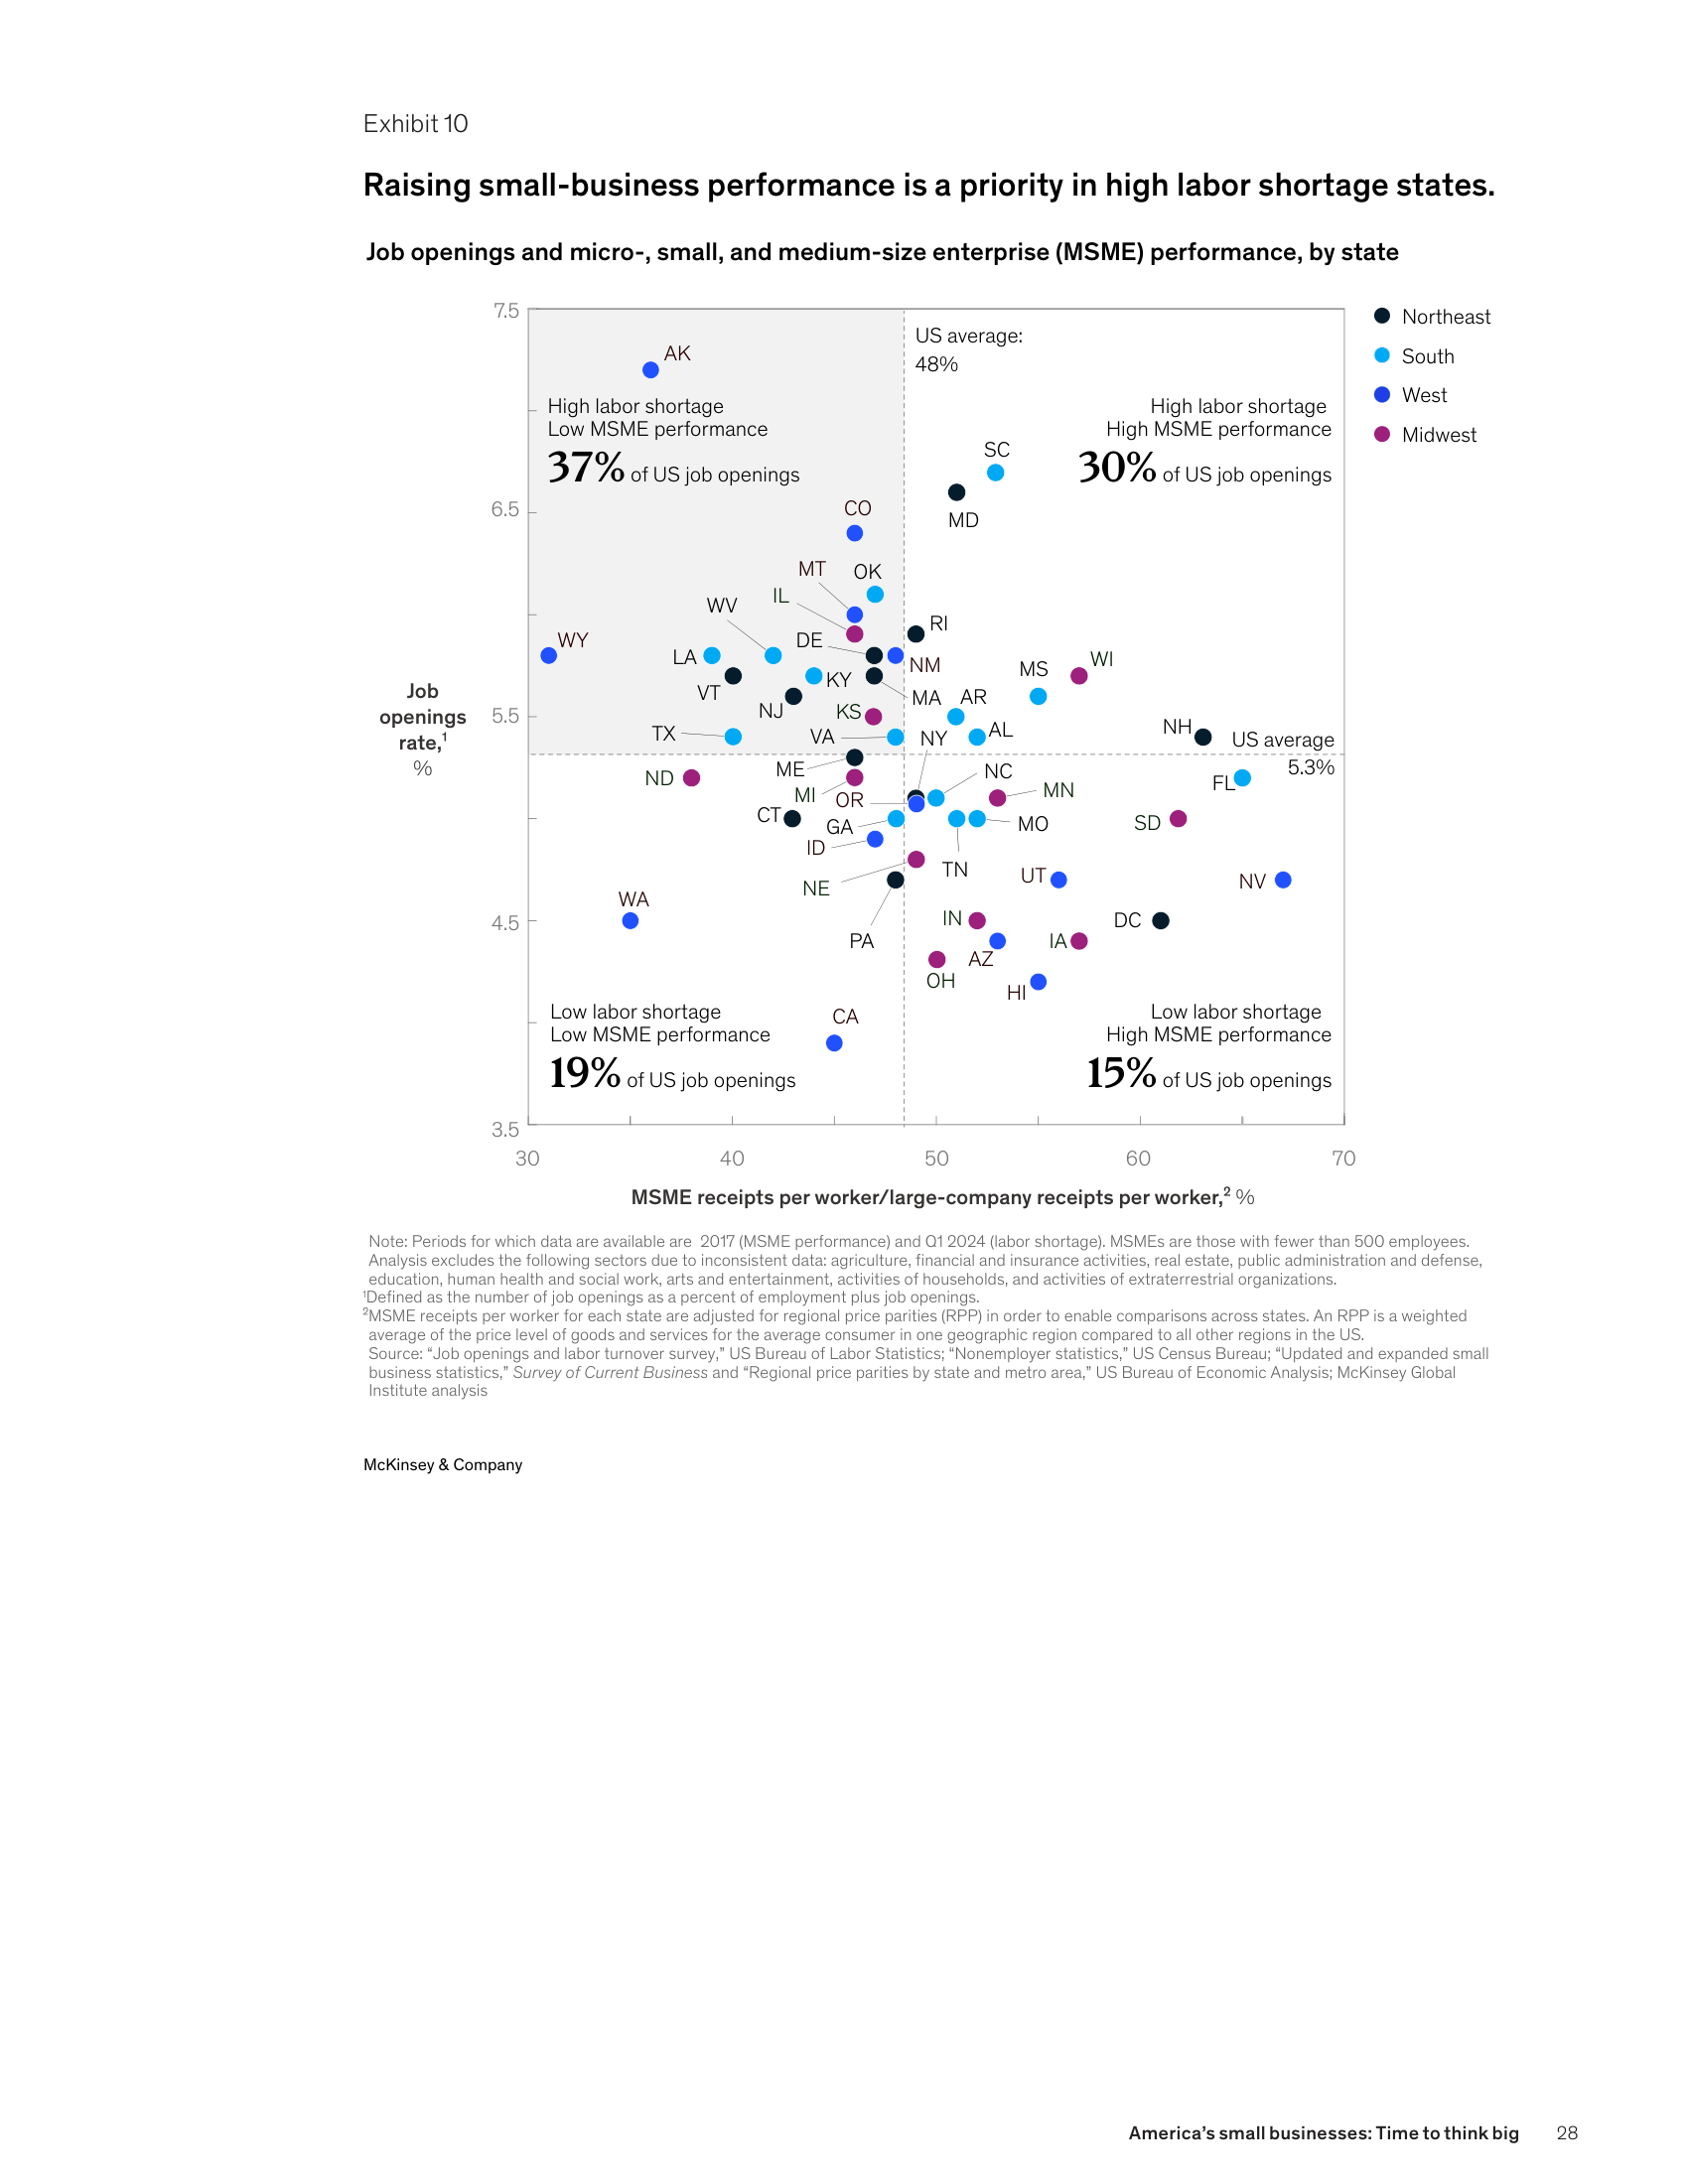 Exhibit 10
Raising small-business performance is a priority in high labor shortage states.
Job openings and micro-, small, and medium-size enterprise (MSME) performance, by state
7.5
6.5
5.5
4.5
3.5
Job
openings
rate,¹
%
US average:
48%
Northeast
South
West
Midwest
AK
High labor shortage
Low MSME performance
37% of US job openings
High labor shortage
High MSME performance
30% of US job openings
SC
MD
CO
MT
OK
IL
WV
RI
DE
WY
LA
NM
MS
WI
VT
KY
MA
AR
NJ
KS
TX
VA
NY
AL
NH
US average
5.3%
ME
NC
ND
MI
OR
MN
FL
CT
GA
MO
SD
ID
TN
NE
UT
NV
WA
PA
IN
DC
AZ
IA
OH
HI
Low labor shortage
Low MSME performance
19% of US job openings
CA
Low labor shortage
High MSME performance
15% of US job openings
30
40
50
60
70
MSME receipts per worker/large-company receipts per worker,² %
Note: Periods for which data are available are 2017 (MSME performance) and Q1 2024 (labor shortage). MSMEs are those with fewer than 500 employees.
Analysis excludes the following sectors due to inconsistent data: agriculture, financial and insurance activities, real estate, public administration and defense,
education, human health and social work, arts and entertainment, activities of households, and activities of extraterrestrial organizations.
¹Defined as the number of job openings as a percent of employment plus job openings.
²MSME receipts per worker for each state are adjusted for regional price parities (RPP) in order to enable comparisons across states. An RPP is a weighted
average of the price level of goods and services for the average consumer in one geographic region compared to all other regions in the US.
Source: “Job openings and labor turnover survey,” US Bureau of Labor Statistics; “Nonemployer statistics,” US Census Bureau; “Updated and expanded small
business statistics,” Survey of Current Business and “Regional price parities by state and metro area,” US Bureau of Economic Analysis; McKinsey Global
Institute analysis
McKinsey & Company
America’s small businesses: Time to think big 28